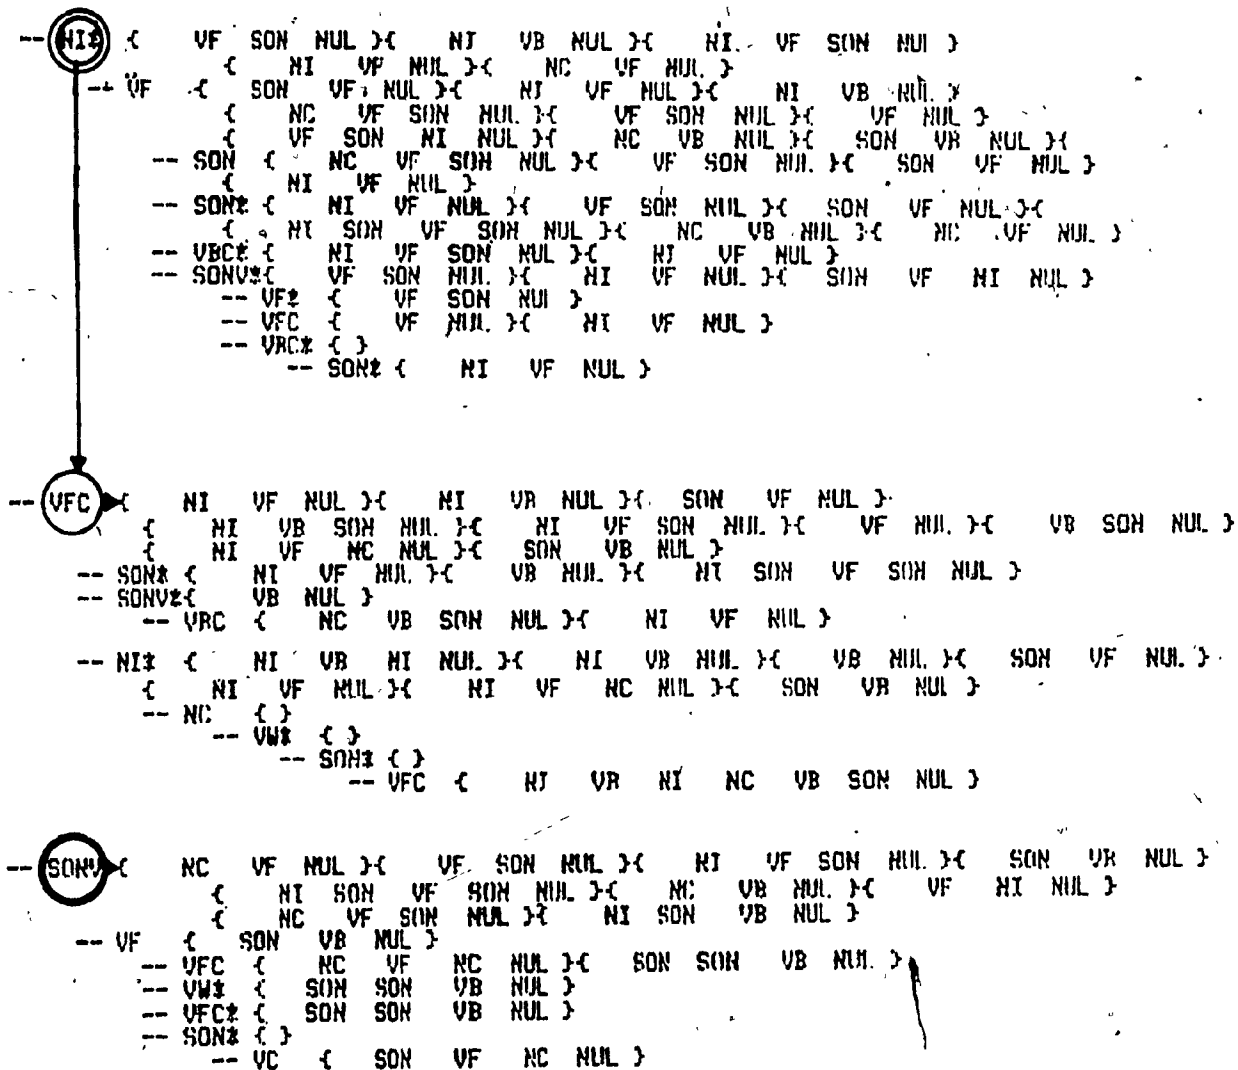 -- NI* { VF SON NUL }{ NI VB NUL }{ NI VF SON NUL }
{ NI VF NUL }{ NC VF NUL }
-- VF { SON VF NUL }{ NI VF NUL }{ NI VB NUL }
{ NC VF SON NUL }{ VF SON NUL }{ VF NUL }
{ VF SON NI NUL }{ NC VB NUL }{ SON VB NUL }{
-- SON { NC VF SON NUL }{ VF SON NUL }{ SON VF NUL }
{ NI VF NUL }
-- SON* { NI VF NUL }{ VF SON NUL }{ SON VF NUL }{
{ NI SON VF SON NUL }{ NC VB NUL }{ NC VF NUL }
-- VBC* { NI VF SON NUL }{ NI VF NUL }
-- SONV*{ VF SON NUL }{ NI VF NUL }{ SON VF NI NUL }
-- VF* { VF SON NUL }
-- VFC { VF NUL }{ NI VF NUL }
-- VBC* { }
-- SON* { NI VF NUL }
-- VFC { NI VF NUL }{ NI VB NUL }{ SON VF NUL }
{ NI VB SON NUL }{ NI VF SON NUL }{ VF NUL }{ VB SON NUL }
{ NI VF NC NUL }{ SON VB NUL }
-- SON* { NI VF NUL }{ VB NUL }{ NI SON VF SON NUL }
-- SONV*{ VB NUL }
-- VBC { NC VB SON NUL }{ NI VF NUL }
-- NI* { NI VB NI NUL }{ NI VB NUL }{ VB NUL }{ SON VF NUL }
{ NI VF NUL }{ NI VF NC NUL }{ SON VB NUL }
-- NC { }
-- VW* { }
-- SON* { }
-- VFC { NI VB NI NC VB SON NUL }
-- SONV { NC VF NUL }{ VF SON NUL }{ NI VF SON NUL }{ SON VB NUL }
{ NI SON VF SON NUL }{ NC VB NUL }{ VF NI NUL }
{ NC VF SON NUL }{ NI SON VB NUL }
-- VF { SON VB NUL }
-- VFC { NC VF NC NUL }{ SON SON VB NUL }
-- VW* { SON SON VB NUL }
-- VFC* { SON SON VB NUL }
-- SON* { }
-- VC { SON VF NC NUL }